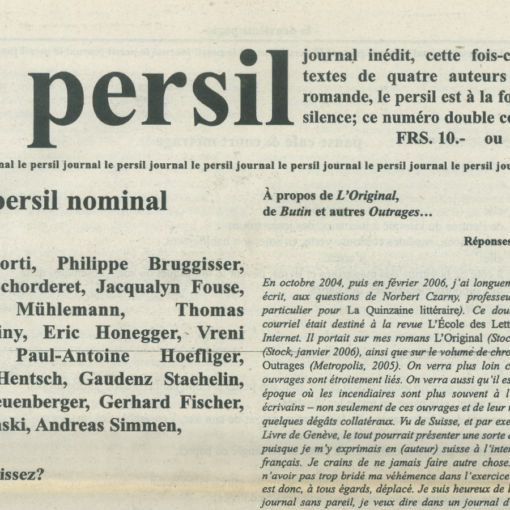 persil
journal inédit, cette fois-c
textes de quatre auteurs
romande, le persil est à la fo
silence; ce numéro double co
FRS. 10.- ou
nal le persil journal le persil journal le persil journal le persil journal le persil journal le persil journal
persil nominal
orti, Philippe Bruggisser,
chorderet, Jacqualyn Fouse,
Mühlemann, Thomas
iny, Eric Honegger, Vreni
Paul-Antoine Hoefliger,
Hentsch, Gaudenz Staehelin,
euenberger, Gerhard Fischer,
nski, Andreas Simmen,
issez?
À propos de L'Original,
de Butin et autres Outrages…
Réponses
En octobre 2004, puis en février 2006, j'ai longuem
écrit, aux questions de Norbert Czarny, professeu
particulier pour La Quinzaine littéraire). Ce dou
courriel était destiné à la revue L'École des Lett
Internet. Il portait sur mes romans L'Original (Stoc
(Stock, janvier 2006), ainsi que sur le volume de chro
Outrages (Metropolis, 2005). On verra plus loin c
ouvrages sont étroitement liés. On verra aussi qu'il es
époque où les incendiaires sont plus souvent à l'
écrivains – non seulement de ces ouvrages et de leur r
quelques dégâts collatéraux. Vu de Suisse, et par exe
Livre de Genève, le tout pourrait présenter une sorte d
puisque je m'y exprimais en (auteur) suisse à l'inter
français. Je crains de ne jamais faire autre chose.
n'avoir pas trop bridé ma véhémence dans l'exercice
est donc, à tous égards, déplacé. Je suis heureux de l
journal sans pareil, je veux dire dans un journal d'